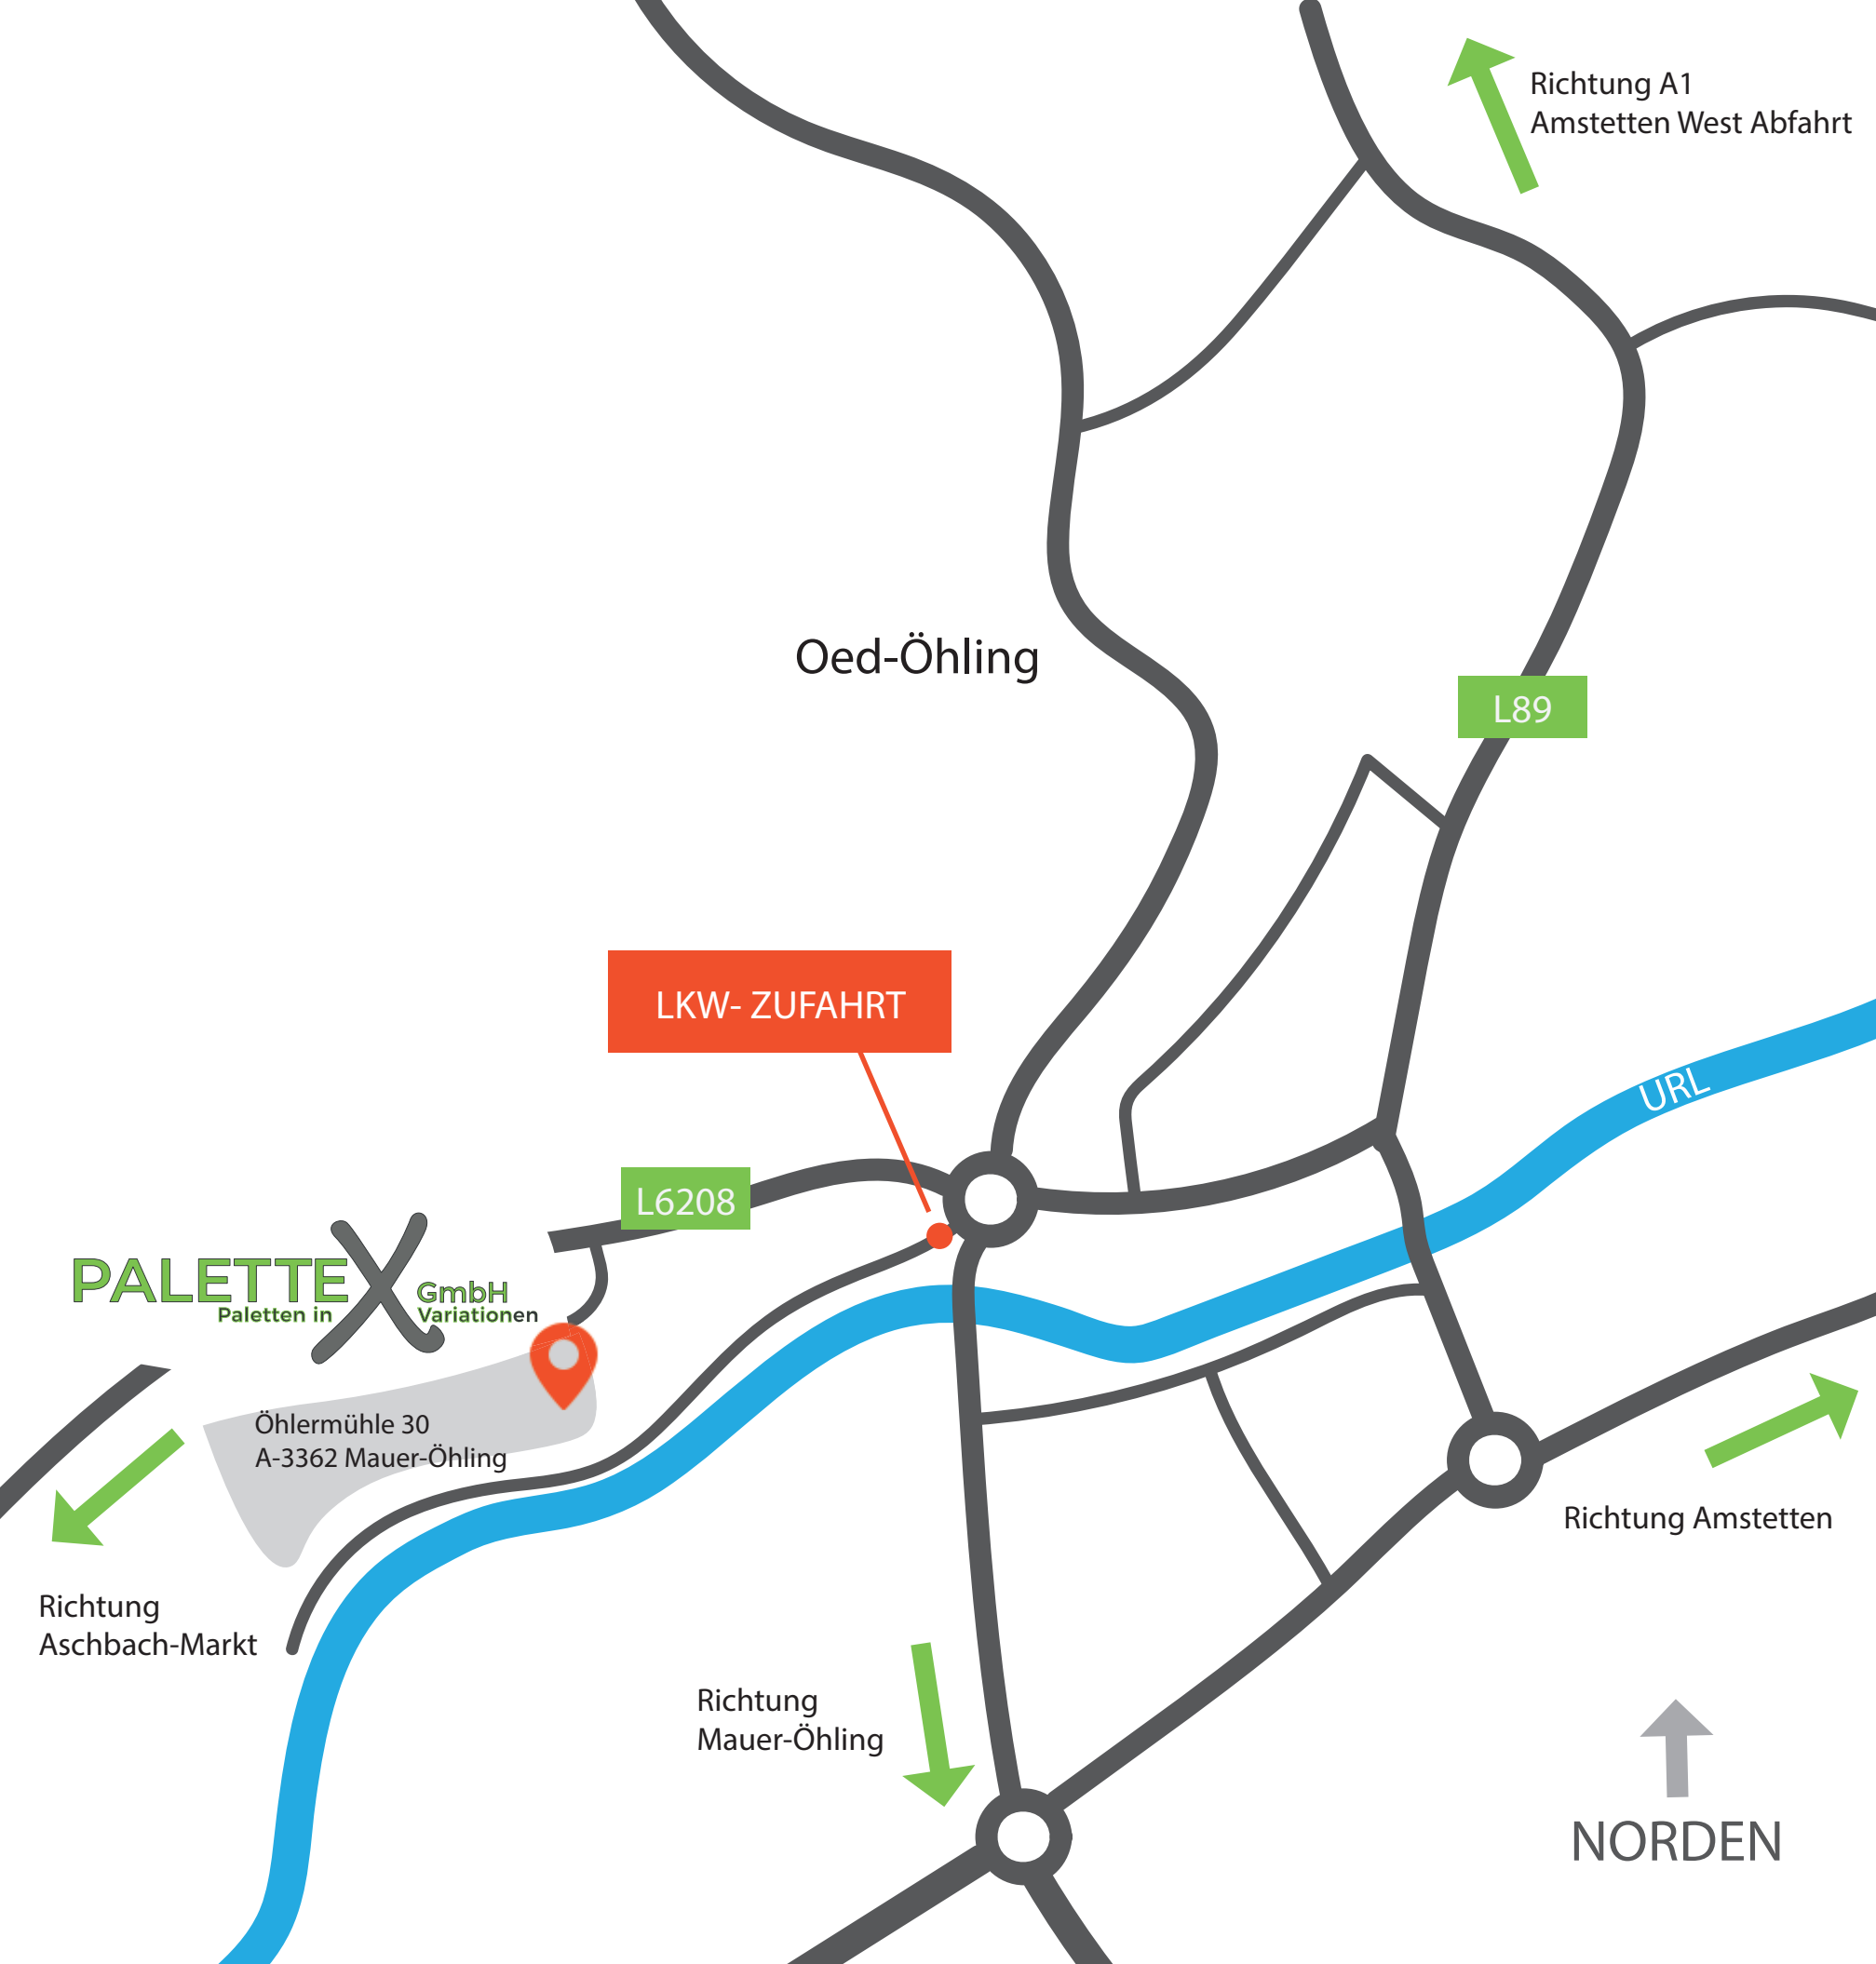 Richtung A1
Amstetten West Abfahrt
Oed-Öhling
L89
LKW- ZUFAHRT
URL
L6208
PALETTEX GmbH
Paletten in Variationen
Öhlermühle 30
A-3362 Mauer-Öhling
Richtung Amstetten
Richtung
Aschbach-Markt
Richtung
Mauer-Öhling
NORDEN